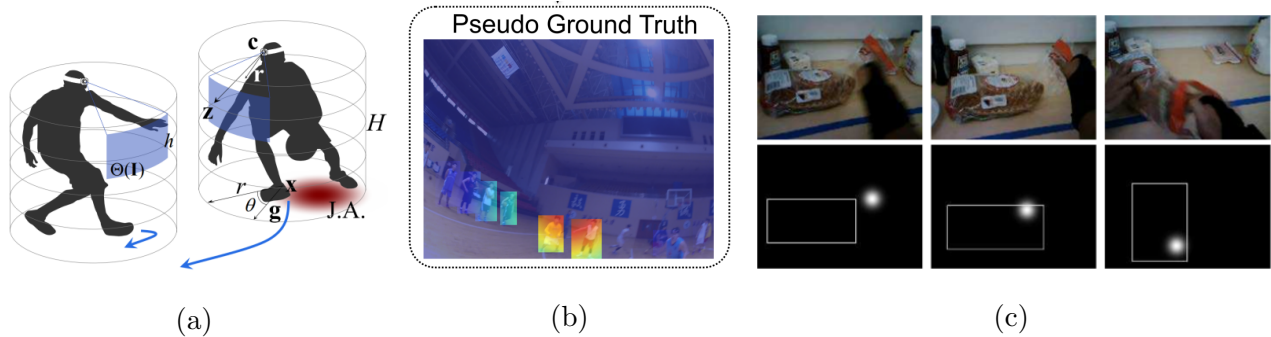 c
r
z
h
Θ(I)
H
r
θ
x
g
J.A.
Pseudo Ground Truth
(a)
(b)
(c)